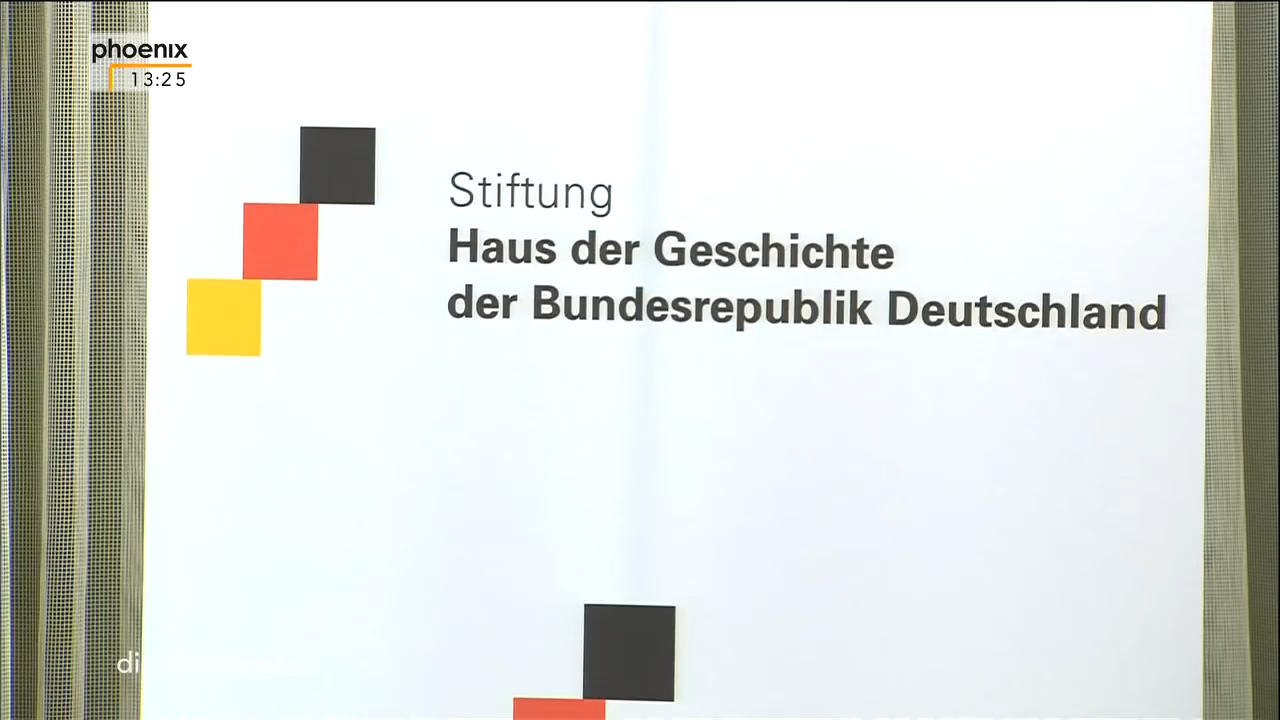 phoenix
13:25
Stiftung
Haus der Geschichte
der Bundesrepublik Deutschland